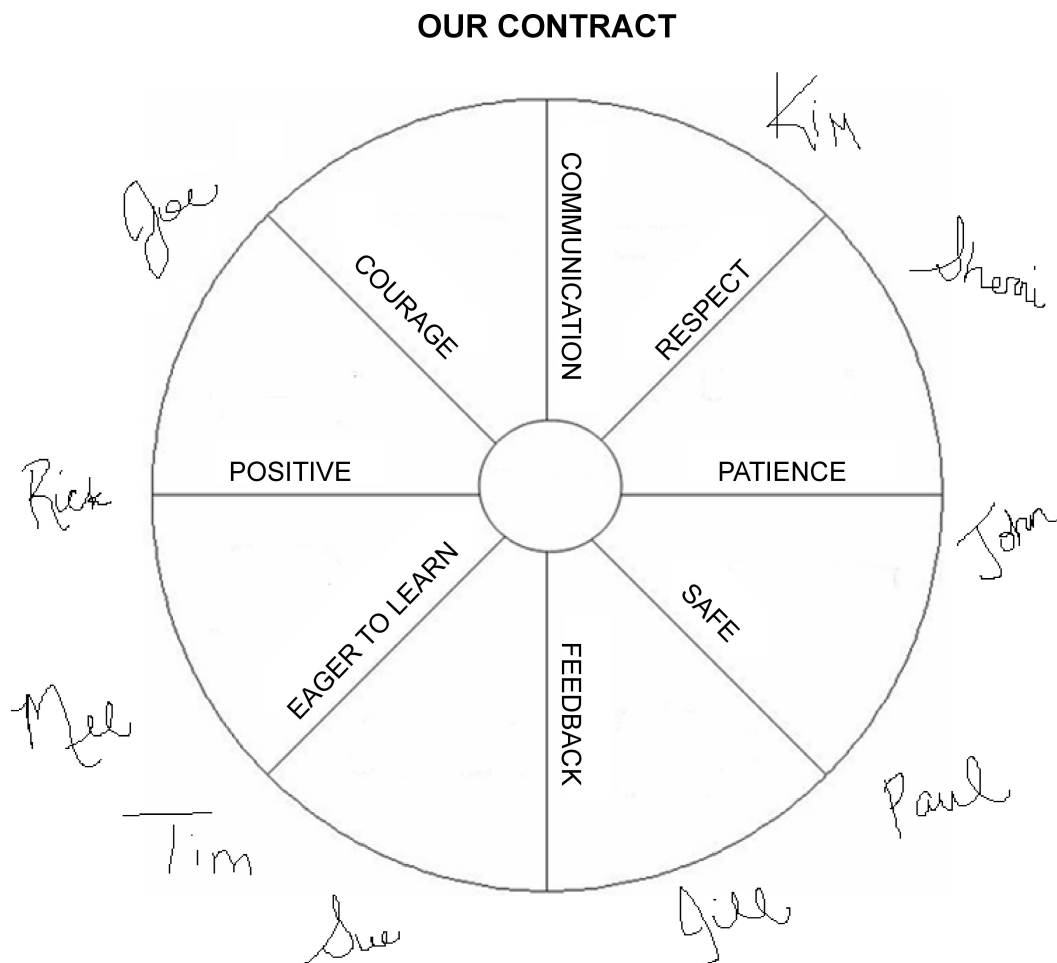 OUR CONTRACT
Kim
Joe
COMMUNICATION
Sherri
COURAGE
RESPECT
POSITIVE
PATIENCE
Rick
John
EAGER TO LEARN
SAFE
FEEDBACK
Paul
Tim
Sue
Jill